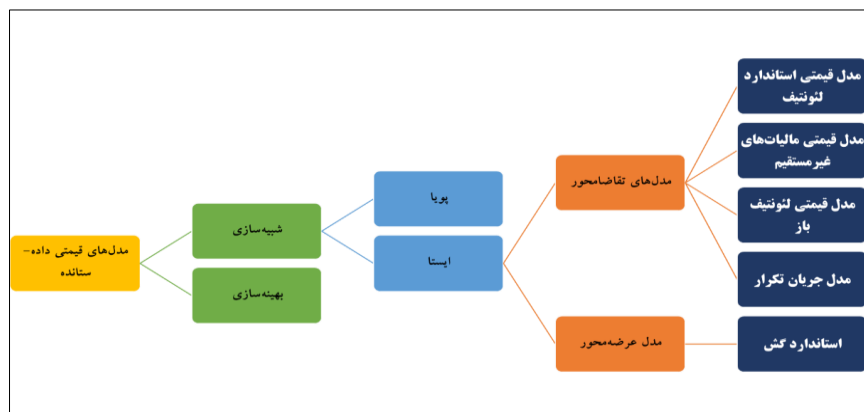 مدل‌های قیمتی داده-
ستانده
شبیه‌سازی
بهینه‌سازی
پویا
ایستا
مدل‌های تقاضامحور
مدل عرضه‌محور
مدل قیمتی استاندارد
لئونتیف
مدل قیمتی مالیات‌های
غیرمستقیم
مدل قیمتی لئونتیف
باز
مدل جریان تکرار
استاندارد گش